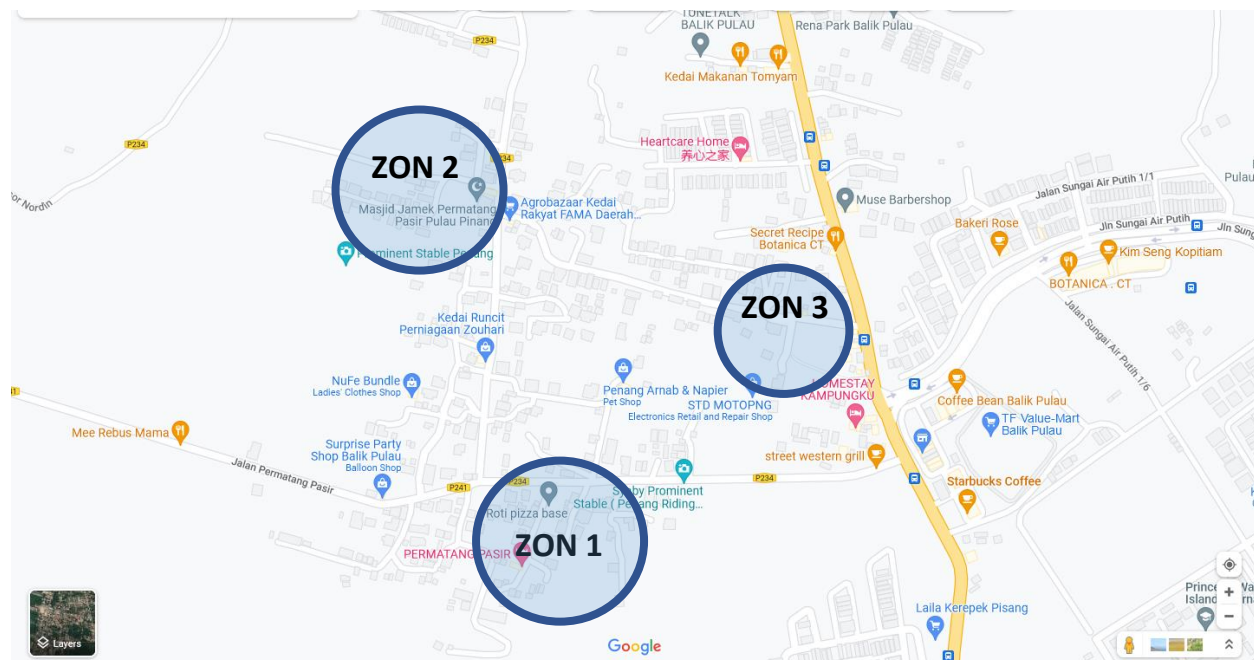 TONETALK
BALIK PULAU
Rena Park Balik Pulau
P234
Kedai Makanan Tomyam
P234
Heartcare Home
养心之家
ZON 2
Masjid Jamek Permatang
Pasir Pulau Pinang
Agrobazaar Kedai
Rakyat FAMA Daerah...
Muse Barbershop
Jalan Sungai Air Putih 1/1
Secret Recipe
Botanica CT
Bakeri Rose
Jln Sungai Air Putih
Kim Seng Kopitiam
BOTANICA . CT
Prominent Stable Penang
ZON 3
Kedai Runcit
Perniagaan Zouhari
Jalan Sungai Air Putih 1/6
NuFe Bundle
Ladies' Clothes Shop
Penang Arnab & Napier
Pet Shop
STD MOTOPNG
Electronics Retail and Repair Shop
HOMESTAY
KAMPUNGKU
Coffee Bean Balik Pulau
TF Value-Mart
Balik Pulau
Mee Rebus Mama
Surprise Party
Shop Balik Pulau
Balloon Shop
Jalan Permatang Pasir
street western grill
P241
P234
P234
Starbucks Coffee
Roti pizza base
Stable ( Penang Riding...
PERMATANG PASIR
ZON 1
Laila Kerepek Pisang
Layers
Google